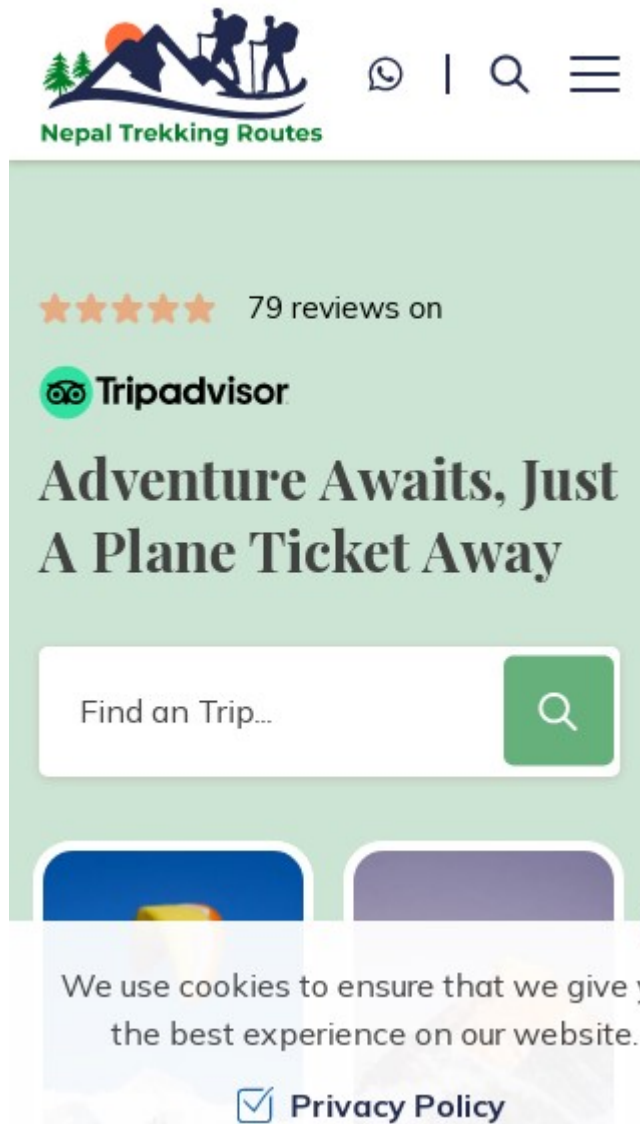 Nepal Trekking Routes
79 reviews on
Tripadvisor
Adventure Awaits, Just
A Plane Ticket Away
Find an Trip...
We use cookies to ensure that we give
the best experience on our website.
Privacy Policy